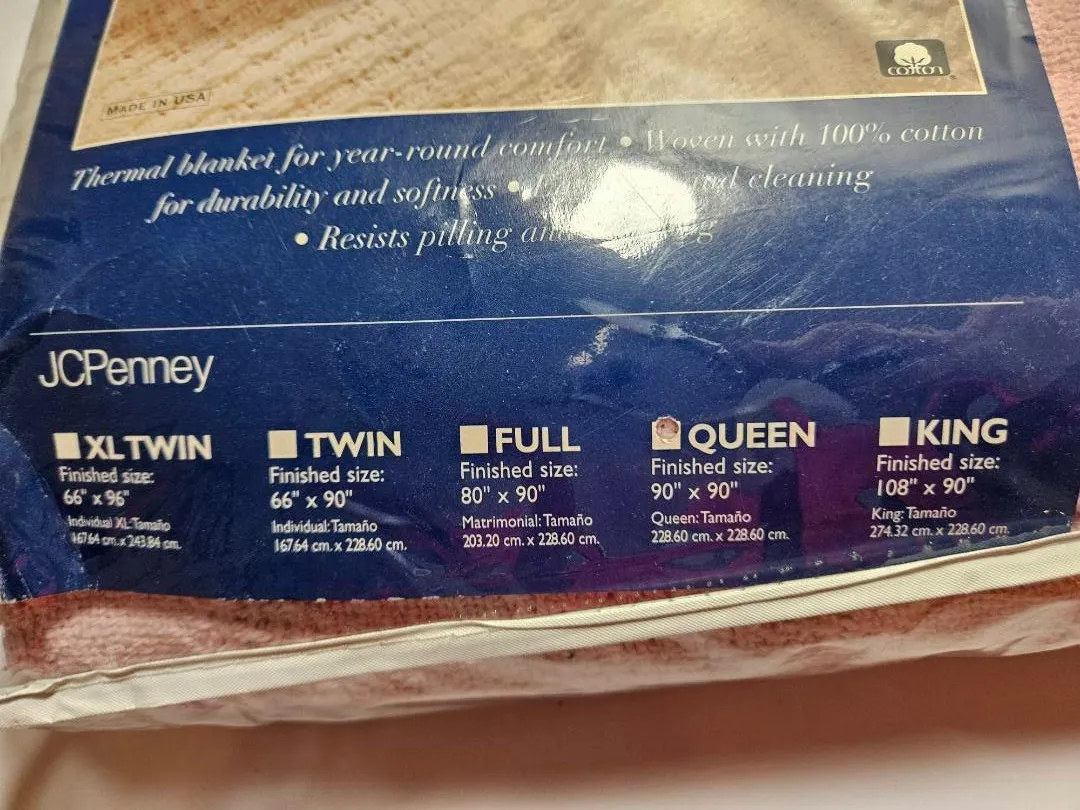 COTTON
®
MADE IN USA
Thermal blanket for year-round comfort • Woven with 100% cotton
for durability and softness • cleaning
• Resists pilling
JCPenney
XL TWIN
Finished size:
66" x 96"
Individual XL: Tamaño
167.64 cm. x 243.84 cm.
TWIN
Finished size:
66" x 90"
Individual: Tamaño
167.64 cm. x 228.60 cm.
FULL
Finished size:
80" x 90"
Matrimonial: Tamaño
203.20 cm. x 228.60 cm.
QUEEN
Finished size:
90" x 90"
Queen: Tamaño
228.60 cm. x 228.60 cm.
KING
Finished size:
108" x 90"
King: Tamaño
274.32 cm. x 228.60 cm.